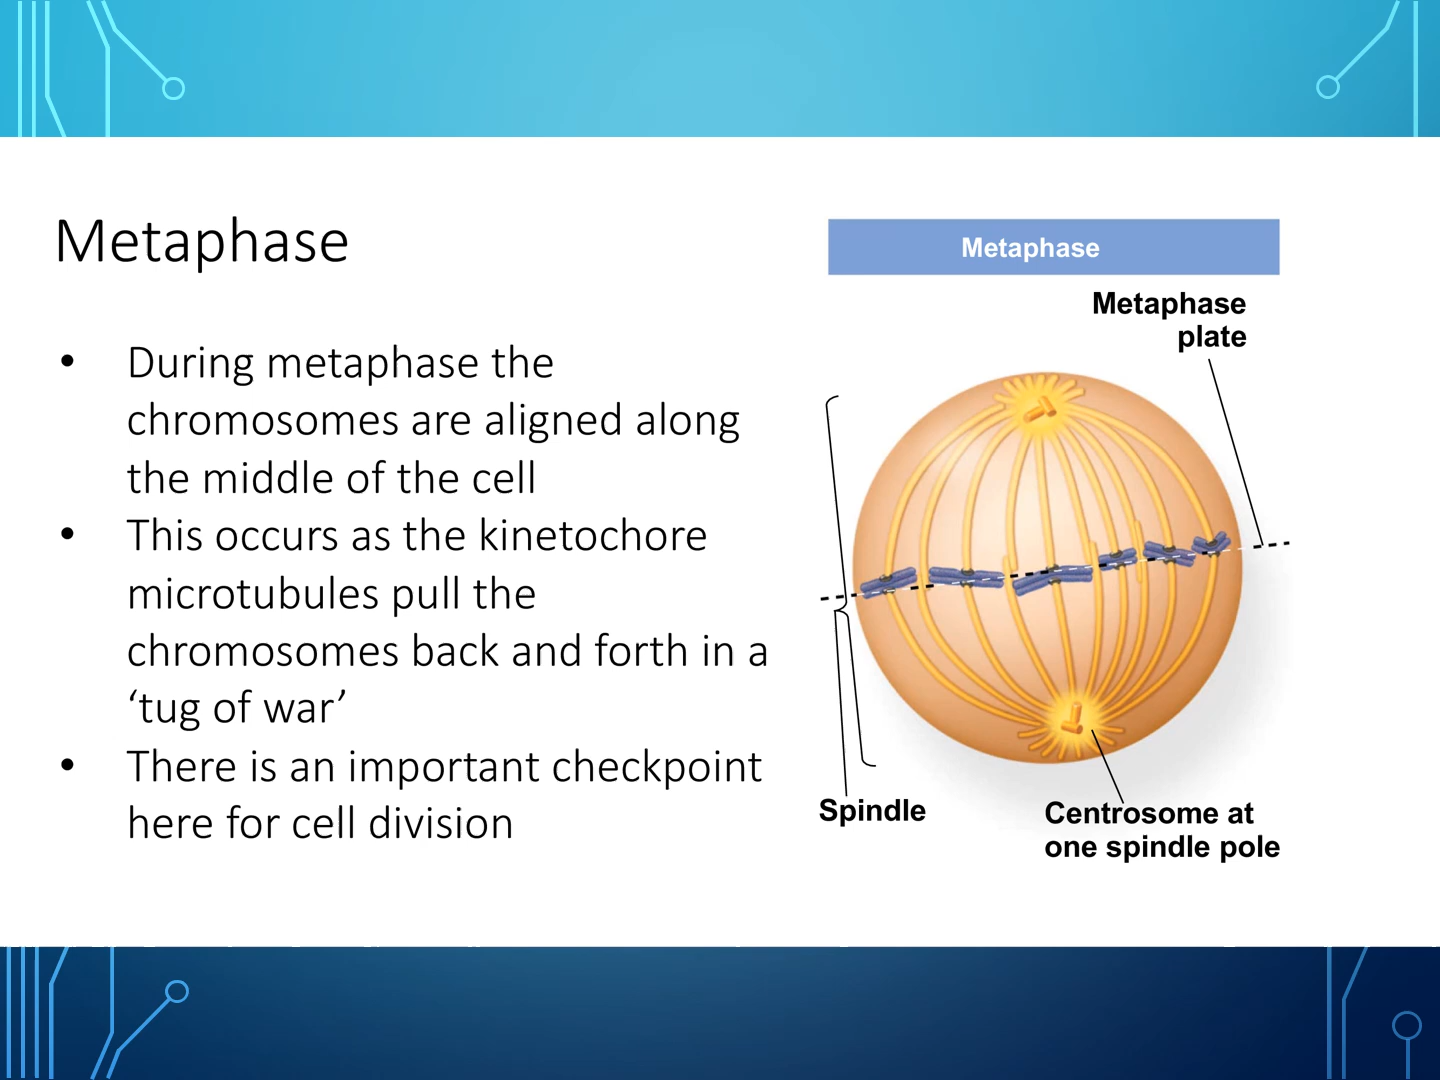 Metaphase
• During metaphase the
chromosomes are aligned along
the middle of the cell
• This occurs as the kinetochore
microtubules pull the
chromosomes back and forth in a
‘tug of war’
• There is an important checkpoint
here for cell division
Metaphase
Metaphase
plate
Spindle
Centrosome at
one spindle pole